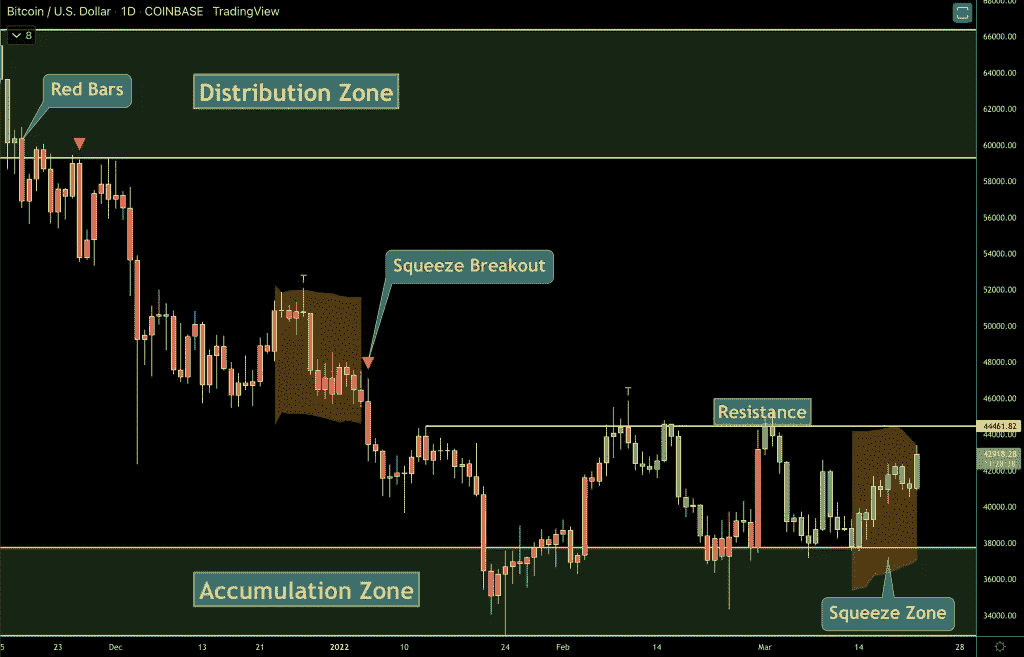 Bitcoin / U.S. Dollar · 1D · COINBASE · TradingView
8
68000.00
66000.00
64000.00
62000.00
60000.00
58000.00
56000.00
54000.00
52000.00
50000.00
48000.00
46000.00
44461.82
44000.00
42918.28
42000.00
40000.00
38000.00
36000.00
34000.00
Red Bars
Distribution Zone
T
Squeeze Breakout
T
Resistance
Accumulation Zone
Squeeze Zone
5 23 Dec 13 21 2022 10 24 Feb 14 Mar 14 28